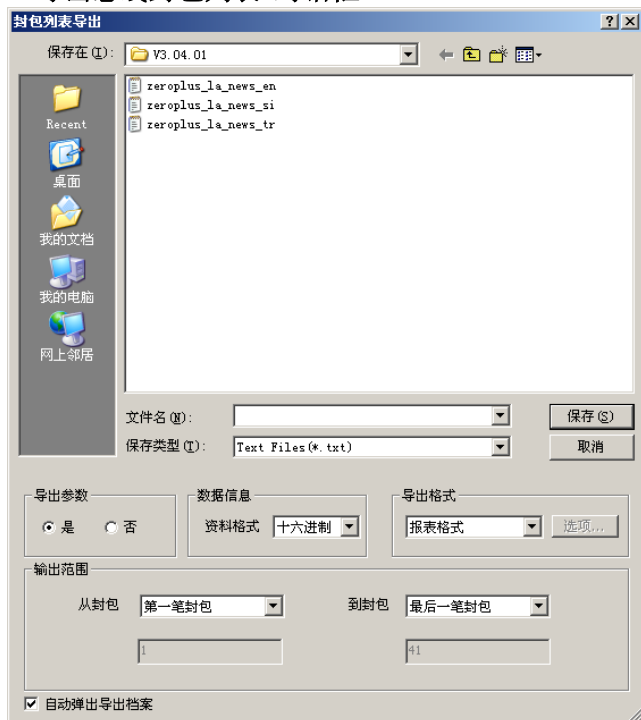 封包列表导出
保存在(I):
V3.04.01
zeroplus_la_news_en
zeroplus_la_news_si
zeroplus_la_news_tr
Recent
桌面
我的文档
我的电脑
网上邻居
文件名(N):
保存(S)
保存类型(T):
Text Files(*.txt)
取消
导出参数
数据信息
导出格式
是
否
资料格式
十六进制
报表格式
选项...
输出范围
从封包
第一笔封包
到封包
最后一笔封包
1
41
自动弹出导出档案